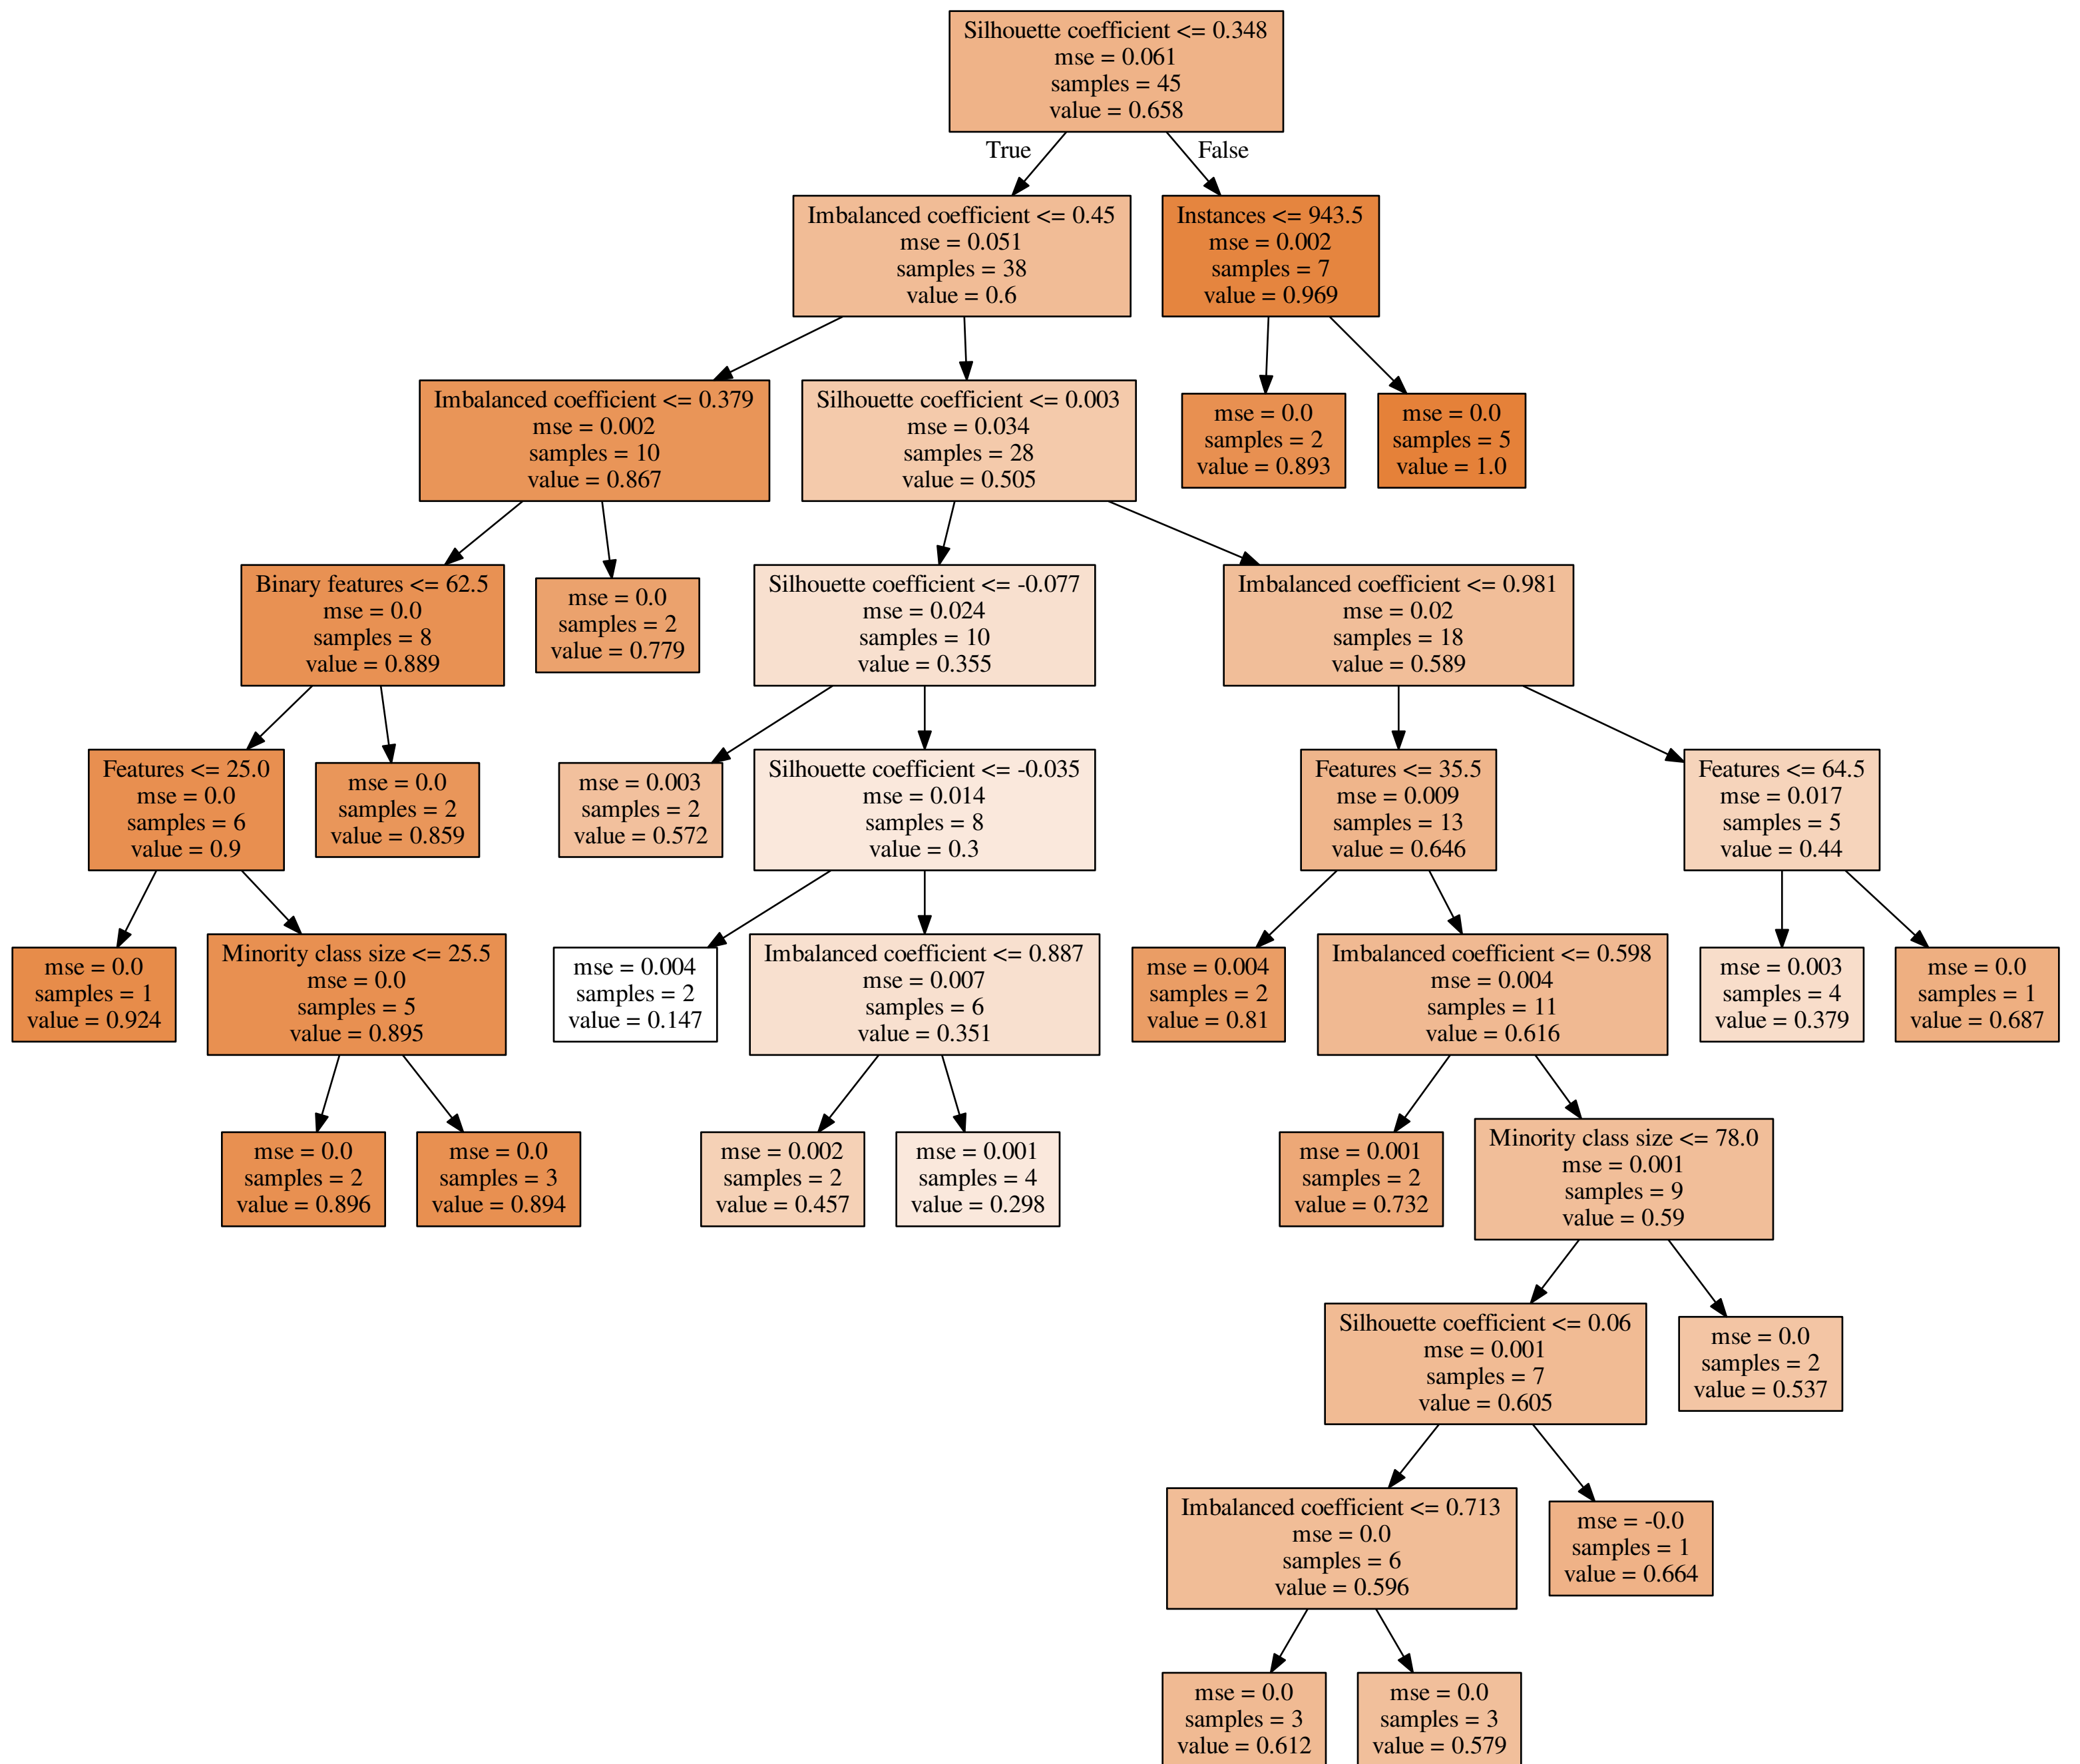 Silhouette coefficient <= 0.348
mse = 0.061
samples = 45
value = 0.658
True
False
Imbalanced coefficient <= 0.45
mse = 0.051
samples = 38
value = 0.6
Instances <= 943.5
mse = 0.002
samples = 7
value = 0.969
Imbalanced coefficient <= 0.379
mse = 0.002
samples = 10
value = 0.867
Silhouette coefficient <= 0.003
mse = 0.034
samples = 28
value = 0.505
mse = 0.0
samples = 2
value = 0.893
mse = 0.0
samples = 5
value = 1.0
Binary features <= 62.5
mse = 0.0
samples = 8
value = 0.889
mse = 0.0
samples = 2
value = 0.779
Silhouette coefficient <= -0.077
mse = 0.024
samples = 10
value = 0.355
Imbalanced coefficient <= 0.981
mse = 0.02
samples = 18
value = 0.589
Features <= 25.0
mse = 0.0
samples = 6
value = 0.9
mse = 0.0
samples = 2
value = 0.859
mse = 0.003
samples = 2
value = 0.572
Silhouette coefficient <= -0.035
mse = 0.014
samples = 8
value = 0.3
Features <= 35.5
mse = 0.009
samples = 13
value = 0.646
Features <= 64.5
mse = 0.017
samples = 5
value = 0.44
mse = 0.0
samples = 1
value = 0.924
Minority class size <= 25.5
mse = 0.0
samples = 5
value = 0.895
mse = 0.004
samples = 2
value = 0.147
Imbalanced coefficient <= 0.887
mse = 0.007
samples = 6
value = 0.351
mse = 0.004
samples = 2
value = 0.81
Imbalanced coefficient <= 0.598
mse = 0.004
samples = 11
value = 0.616
mse = 0.003
samples = 4
value = 0.379
mse = 0.0
samples = 1
value = 0.687
mse = 0.0
samples = 2
value = 0.896
mse = 0.0
samples = 3
value = 0.894
mse = 0.002
samples = 2
value = 0.457
mse = 0.001
samples = 4
value = 0.298
mse = 0.001
samples = 2
value = 0.732
Minority class size <= 78.0
mse = 0.001
samples = 9
value = 0.59
Silhouette coefficient <= 0.06
mse = 0.001
samples = 7
value = 0.605
mse = 0.0
samples = 2
value = 0.537
Imbalanced coefficient <= 0.713
mse = 0.0
samples = 6
value = 0.596
mse = -0.0
samples = 1
value = 0.664
mse = 0.0
samples = 3
value = 0.612
mse = 0.0
samples = 3
value = 0.579